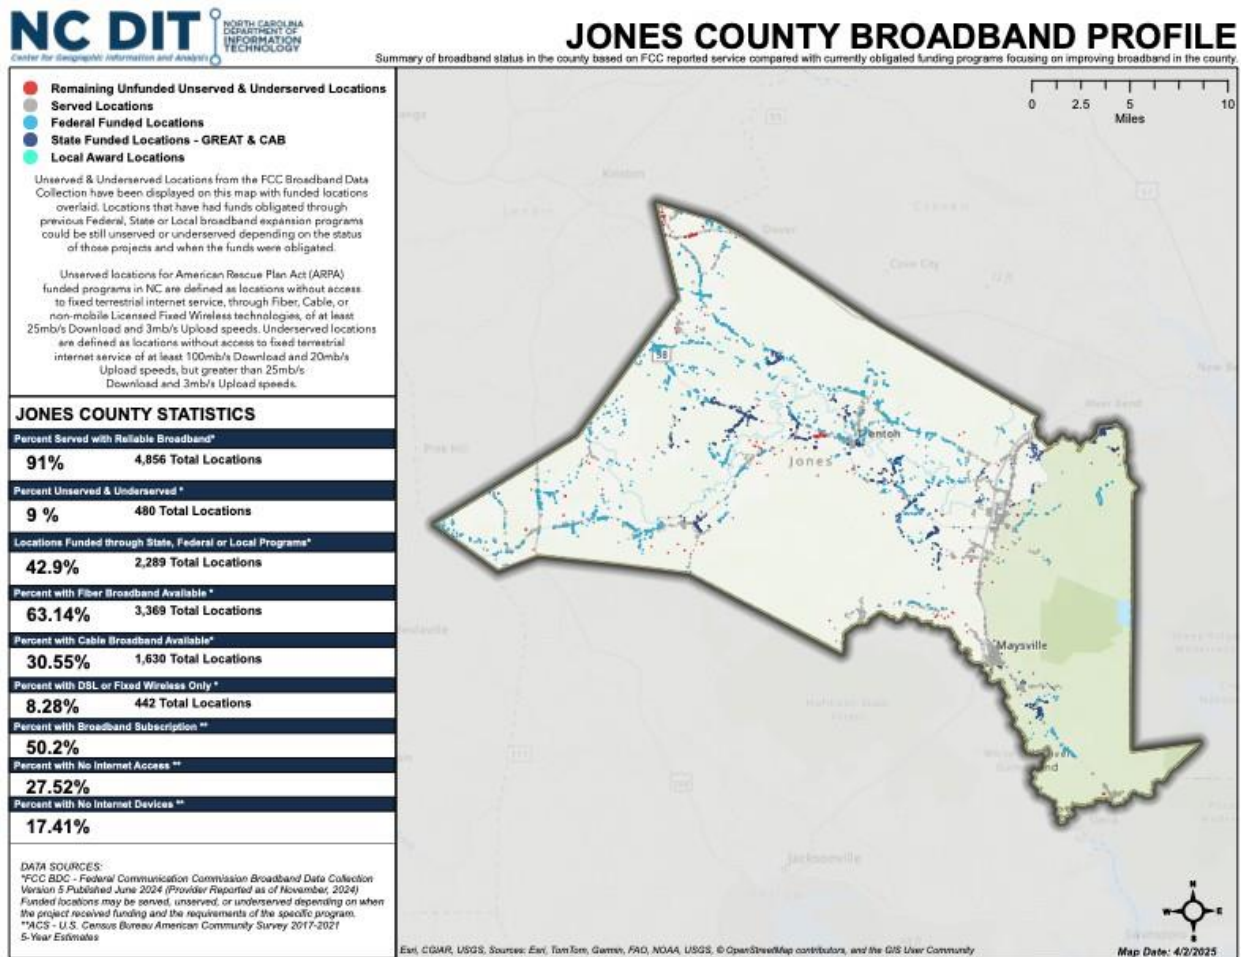 NC DIT
NORTH CAROLINA
DEPARTMENT OF
INFORMATION
TECHNOLOGY
Center for Geographic Information and Analysis
JONES COUNTY BROADBAND PROFILE
Summary of broadband status in the county based on FCC reported service compared with currently obligated funding programs focusing on improving broadband in the county.
Remaining Unfunded Unserved & Underserved Locations
Served Locations
Federal Funded Locations
State Funded Locations - GREAT & CAB
Local Award Locations
Unserved & Underserved Locations from the FCC Broadband Data
Collection have been displayed on this map with funded locations
overlaid. Locations that have had funds obligated through
previous Federal, State or Local broadband expansion programs
could be still unserved or underserved depending on the status
of those projects and when the funds were obligated.
Unserved locations for American Rescue Plan Act (ARPA)
funded programs in NC are defined as locations without access
to fixed terrestrial internet service, through Fiber, Cable, or
non-mobile Licensed Fixed Wireless technologies, of at least
25mb/s Download and 3mb/s Upload speeds. Underserved locations
are defined as locations without access to fixed terrestrial
internet service of at least 100mb/s Download and 20mb/s
Upload speeds, but greater than 25mb/s
Download and 3mb/s Upload speeds.
JONES COUNTY STATISTICS
Percent Served with Reliable Broadband*
91% 4,856 Total Locations
Percent Unserved & Underserved *
9 % 480 Total Locations
Locations Funded through State, Federal or Local Programs*
42.9% 2,289 Total Locations
Percent with Fiber Broadband Available *
63.14% 3,369 Total Locations
Percent with Cable Broadband Available*
30.55% 1,630 Total Locations
Percent with DSL or Fixed Wireless Only *
8.28% 442 Total Locations
Percent with Broadband Subscription **
50.2%
Percent with No Internet Access **
27.52%
Percent with No Internet Devices **
17.41%
DATA SOURCES:
*FCC BDC - Federal Communication Commission Broadband Data Collection
Version 5 Published June 2024 (Provider Reported as of November, 2024)
Funded locations may be served, unserved, or underserved depending on when
the project received funding and the requirements of the specific program.
**ACS - U.S. Census Bureau American Community Survey 2017-2021
5-Year Estimates
0 2.5 5 10
Miles
Kinston
Dover
Cove City
58
Pink Hill
Jones
Maysville
Jacksonville
N
W E
S
Esri, CGIAR, USGS, Sources: Esri, TomTom, Garmin, FAO, NOAA, USGS, © OpenStreetMap contributors, and the GIS User Community
Map Date: 4/2/2025